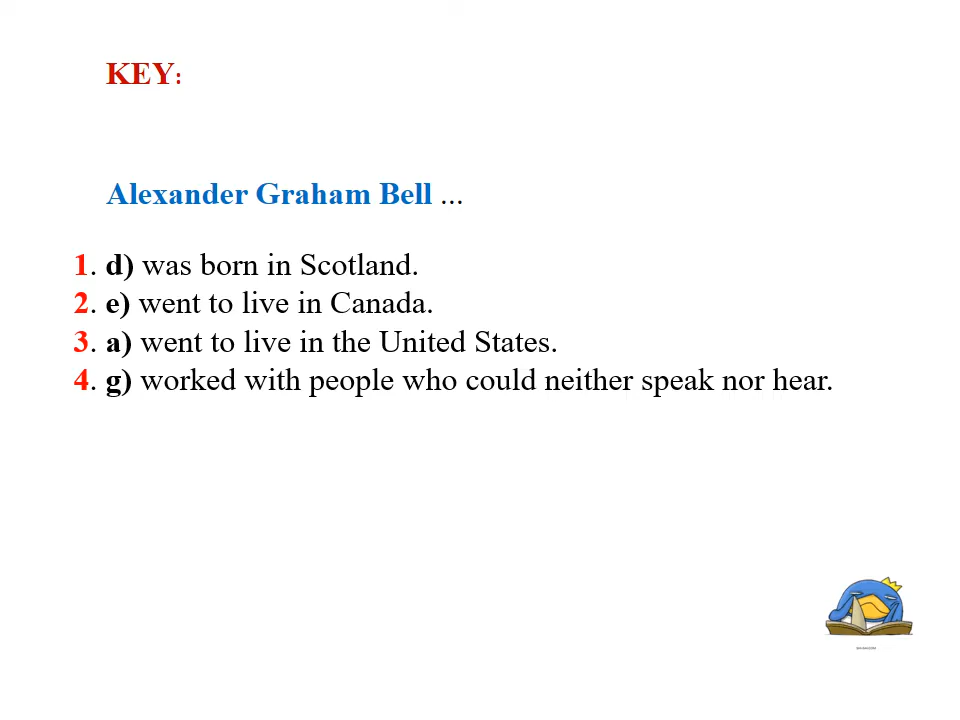 KEY:
Alexander Graham Bell ...
1. d) was born in Scotland.
2. e) went to live in Canada.
3. a) went to live in the United States.
4. g) worked with people who could neither speak nor hear.